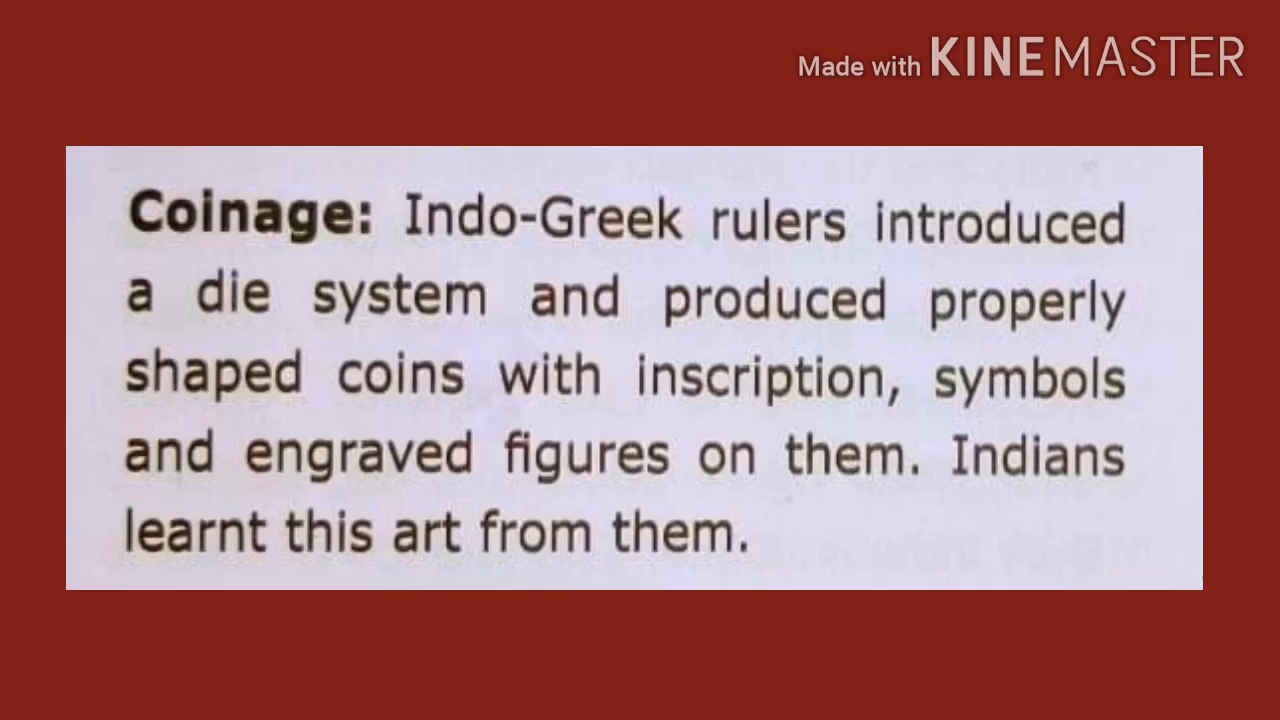 Made with KINEMASTER
Coinage: Indo-Greek rulers introduced
a die system and produced properly
shaped coins with inscription, symbols
and engraved figures on them. Indians
learnt this art from them.